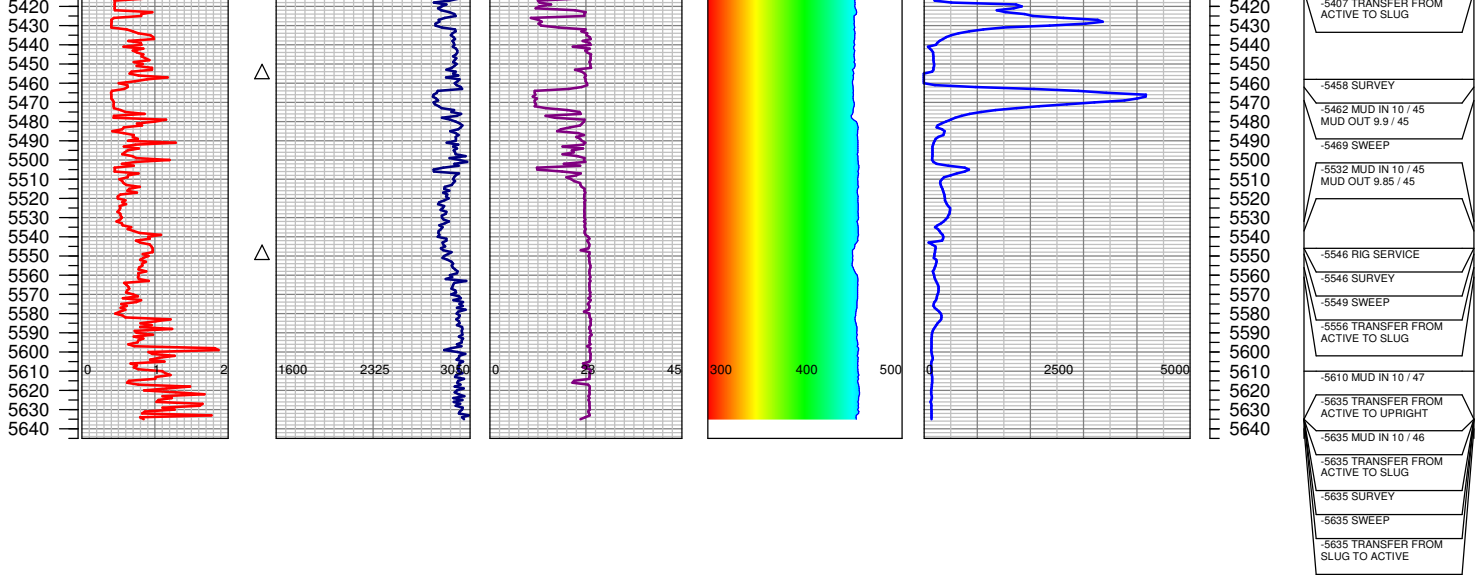 5420
5430
5440
5450
5460
5470
5480
5490
5500
5510
5520
5530
5540
5550
5560
5570
5580
5590
5600
5610
5620
5630
5640
0 1 2
1600 2325 3050
0 23 45
300 400 500
0 2500 5000
5420
5430
5440
5450
5460
5470
5480
5490
5500
5510
5520
5530
5540
5550
5560
5570
5580
5590
5600
5610
5620
5630
5640
-5407 TRANSFER FROM
ACTIVE TO SLUG
-5458 SURVEY
-5462 MUD IN 10 / 45
MUD OUT 9.9 / 45
-5469 SWEEP
-5532 MUD IN 10 / 45
MUD OUT 9.85 / 45
-5546 RIG SERVICE
-5546 SURVEY
-5549 SWEEP
-5556 TRANSFER FROM
ACTIVE TO SLUG
-5610 MUD IN 10 / 47
-5635 TRANSFER FROM
ACTIVE TO UPRIGHT
-5635 MUD IN 10 / 46
-5635 TRANSFER FROM
ACTIVE TO SLUG
-5635 SURVEY
-5635 SWEEP
-5635 TRANSFER FROM
SLUG TO ACTIVE